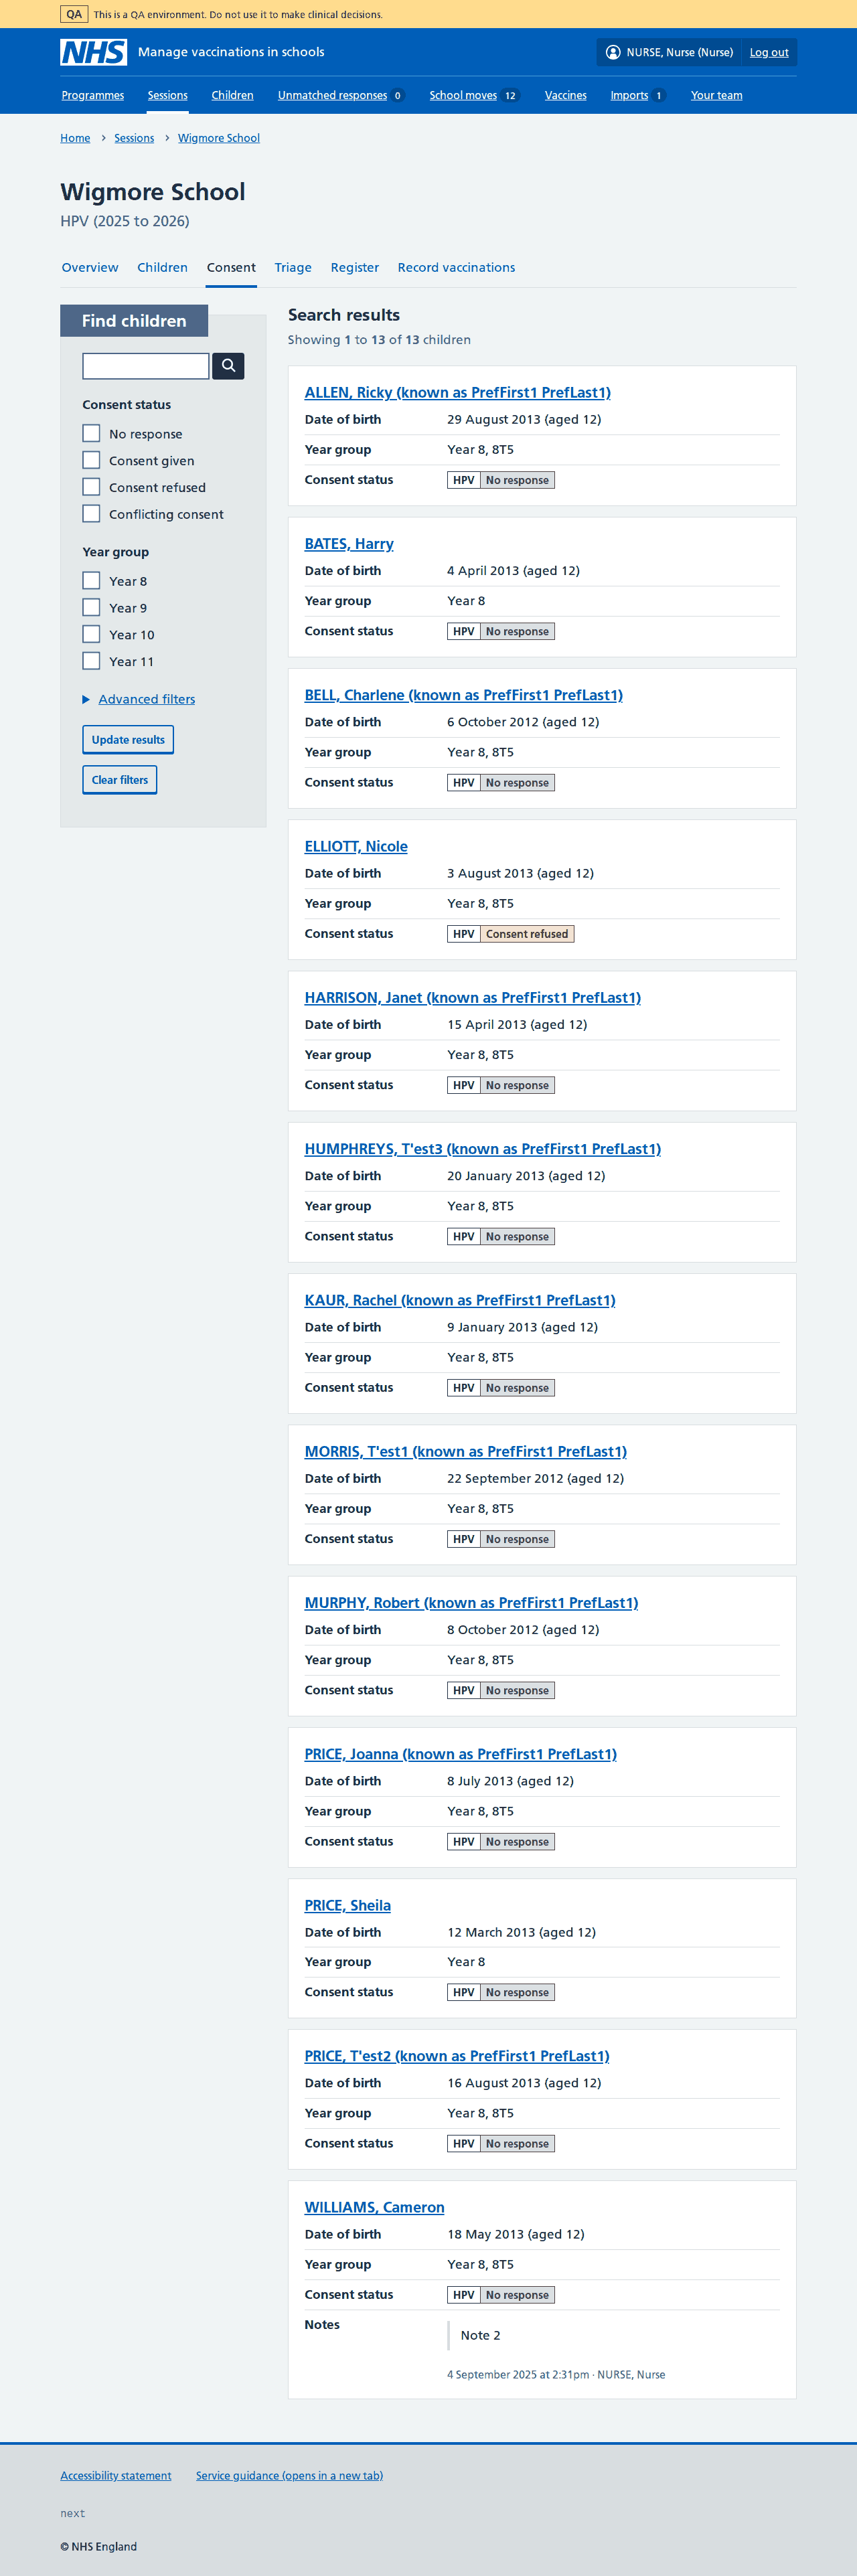 QA This is a QA environment. Do not use it to make clinical decisions.
NHS Manage vaccinations in schools NURSE, Nurse (Nurse) Log out
Programmes Sessions Children Unmatched responses 0 School moves 12 Vaccines Imports 1 Your team
Home Sessions Wigmore School
Wigmore School
HPV (2025 to 2026)
Overview Children Consent Triage Register Record vaccinations
Find children
Consent status
No response
Consent given
Consent refused
Conflicting consent
Year group
Year 8
Year 9
Year 10
Year 11
Advanced filters
Update results
Clear filters
Search results
Showing 1 to 13 of 13 children
ALLEN, Ricky (known as PrefFirst1 PrefLast1)
Date of birth 29 August 2013 (aged 12)
Year group Year 8, 8T5
Consent status HPV No response
BATES, Harry
Date of birth 4 April 2013 (aged 12)
Year group Year 8
Consent status HPV No response
BELL, Charlene (known as PrefFirst1 PrefLast1)
Date of birth 6 October 2012 (aged 12)
Year group Year 8, 8T5
Consent status HPV No response
ELLIOTT, Nicole
Date of birth 3 August 2013 (aged 12)
Year group Year 8, 8T5
Consent status HPV Consent refused
HARRISON, Janet (known as PrefFirst1 PrefLast1)
Date of birth 15 April 2013 (aged 12)
Year group Year 8, 8T5
Consent status HPV No response
HUMPHREYS, T'est3 (known as PrefFirst1 PrefLast1)
Date of birth 20 January 2013 (aged 12)
Year group Year 8, 8T5
Consent status HPV No response
KAUR, Rachel (known as PrefFirst1 PrefLast1)
Date of birth 9 January 2013 (aged 12)
Year group Year 8, 8T5
Consent status HPV No response
MORRIS, T'est1 (known as PrefFirst1 PrefLast1)
Date of birth 22 September 2012 (aged 12)
Year group Year 8, 8T5
Consent status HPV No response
MURPHY, Robert (known as PrefFirst1 PrefLast1)
Date of birth 8 October 2012 (aged 12)
Year group Year 8, 8T5
Consent status HPV No response
PRICE, Joanna (known as PrefFirst1 PrefLast1)
Date of birth 8 July 2013 (aged 12)
Year group Year 8, 8T5
Consent status HPV No response
PRICE, Sheila
Date of birth 12 March 2013 (aged 12)
Year group Year 8
Consent status HPV No response
PRICE, T'est2 (known as PrefFirst1 PrefLast1)
Date of birth 16 August 2013 (aged 12)
Year group Year 8, 8T5
Consent status HPV No response
WILLIAMS, Cameron
Date of birth 18 May 2013 (aged 12)
Year group Year 8, 8T5
Consent status HPV No response
Notes Note 2
4 September 2025 at 2:31pm · NURSE, Nurse
Accessibility statement Service guidance (opens in a new tab)
next
© NHS England